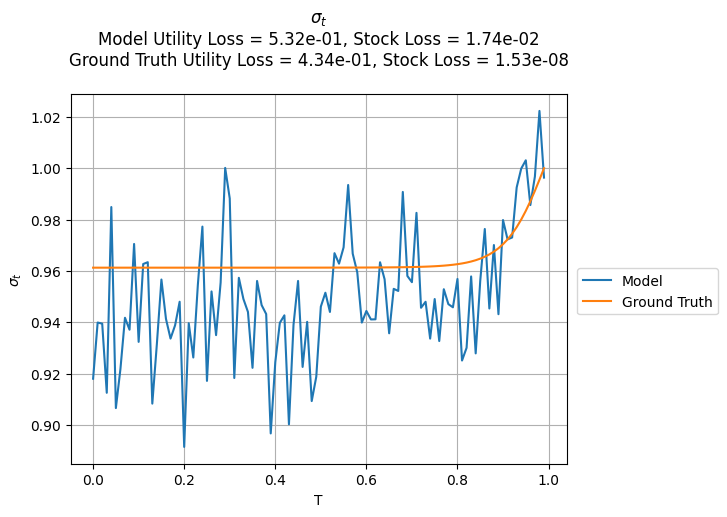 σₜ
Model Utility Loss = 5.32e-01, Stock Loss = 1.74e-02
Ground Truth Utility Loss = 4.34e-01, Stock Loss = 1.53e-08
1.02
1.00
0.98
0.96
0.94
0.92
0.90
σₜ
0.0 0.2 0.4 0.6 0.8 1.0
T
Model
Ground Truth